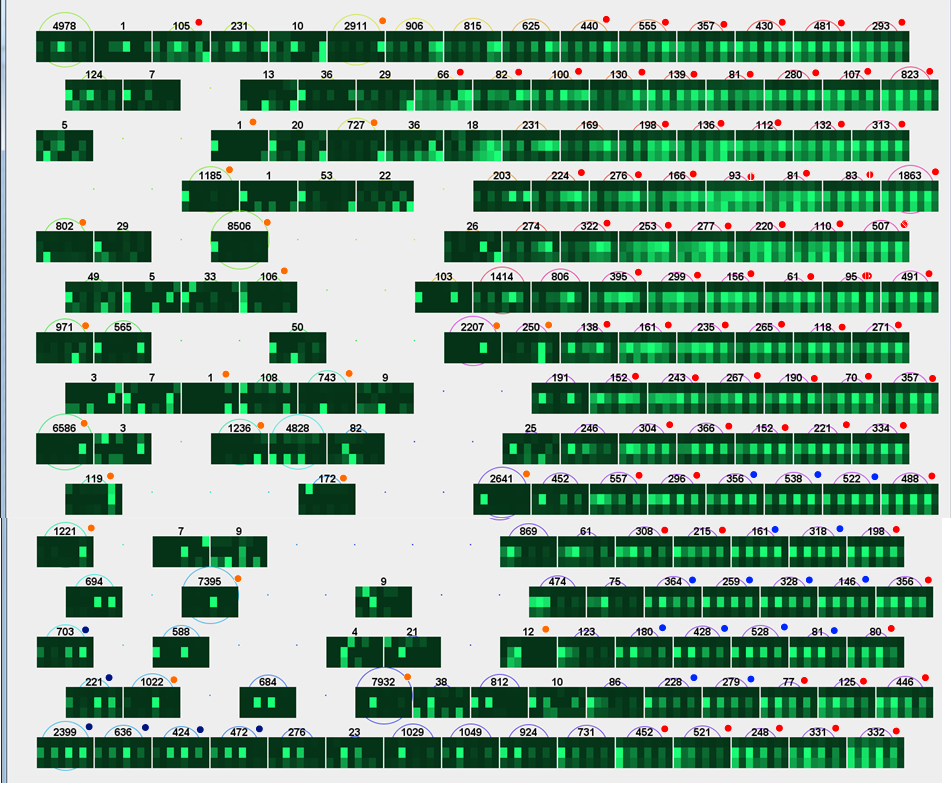 4978 1 105 231 10 2911 906 815 625 440 555 357 430 481 293
124 7 13 36 29 66 82 100 130 139 81 280 107 823
5 1 20 727 36 18 231 169 198 136 112 132 313
1185 1 53 22 203 224 276 166 93 81 83 1863
802 29 8506 26 274 322 253 277 220 110 507
49 5 33 106 103 1414 806 395 299 156 61 95 491
971 565 50 2207 250 138 161 235 265 118 271
3 7 1 108 743 9 191 152 243 267 190 70 357
6586 3 1236 4828 82 25 246 304 366 152 221 334
119 172 2641 452 557 296 356 538 522 488
1221 7 9 869 61 308 215 161 318 198
694 7395 9 474 75 364 259 328 146 356
703 588 4 21 12 123 180 428 528 81 80
221 1022 684 7932 38 812 10 86 228 279 77 125 446
2399 636 424 472 276 23 1029 1049 924 731 452 521 248 331 332